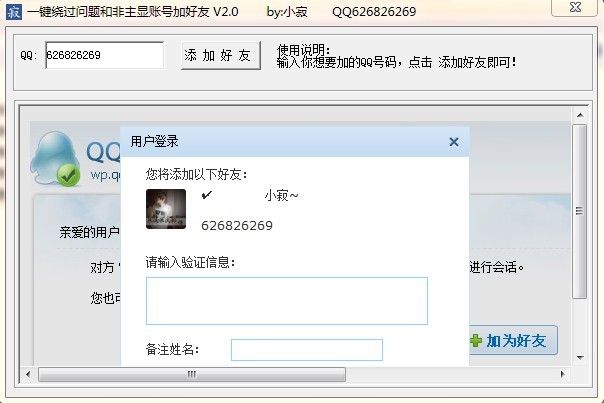 寂 一键绕过问题和非主显账号加好友 V2.0 by:小寂 QQ626826269
QQ: 626826269 添 加 好 友
使用说明:
输入你想要加的QQ号码，点击 添加好友即可!
QQ
wp.q
用户登录
您将添加以下好友:
✔ 小寂~
626826269
亲爱的用户
请输入验证信息:
对方
进行会话。
您也可
备注姓名:
加为好友